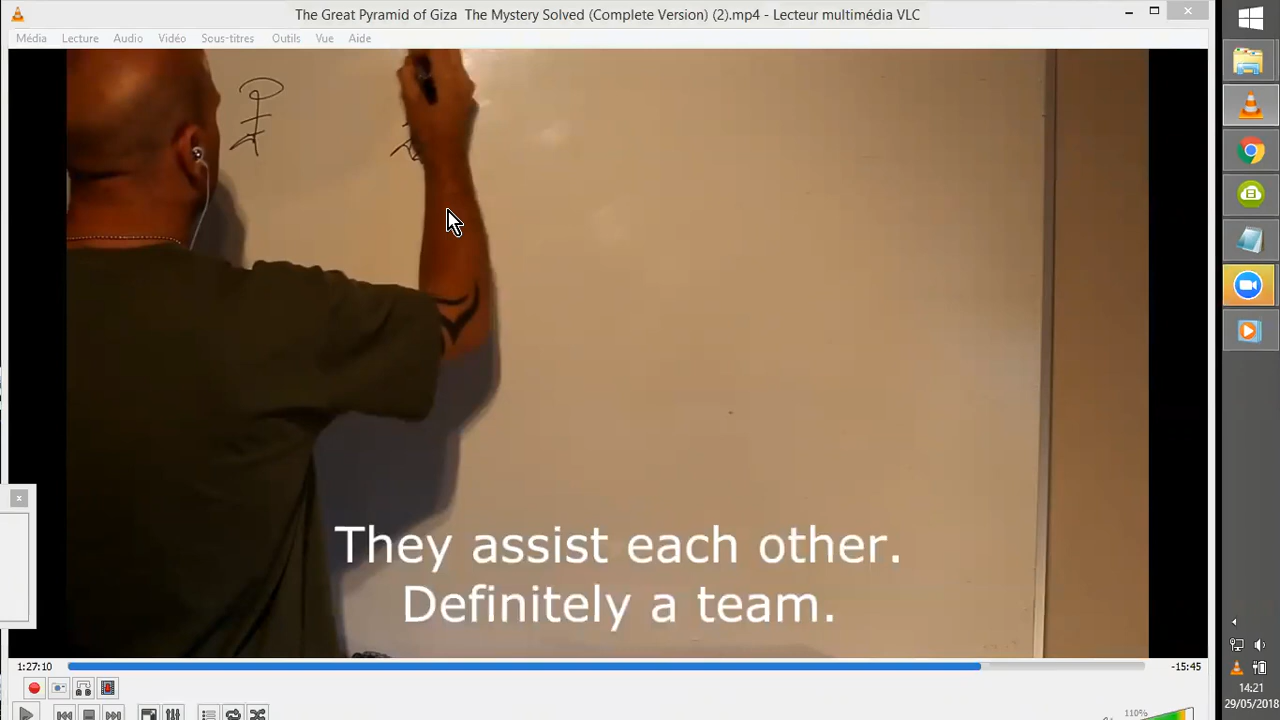 The Great Pyramid of Giza  The Mystery Solved (Complete Version) (2).mp4 - Lecteur multimédia VLC
Média Lecture Audio Vidéo Sous-titres Outils Vue Aide
They assist each other.
Definitely a team.
1:27:10
-15:45
110%
14:21
29/05/2018